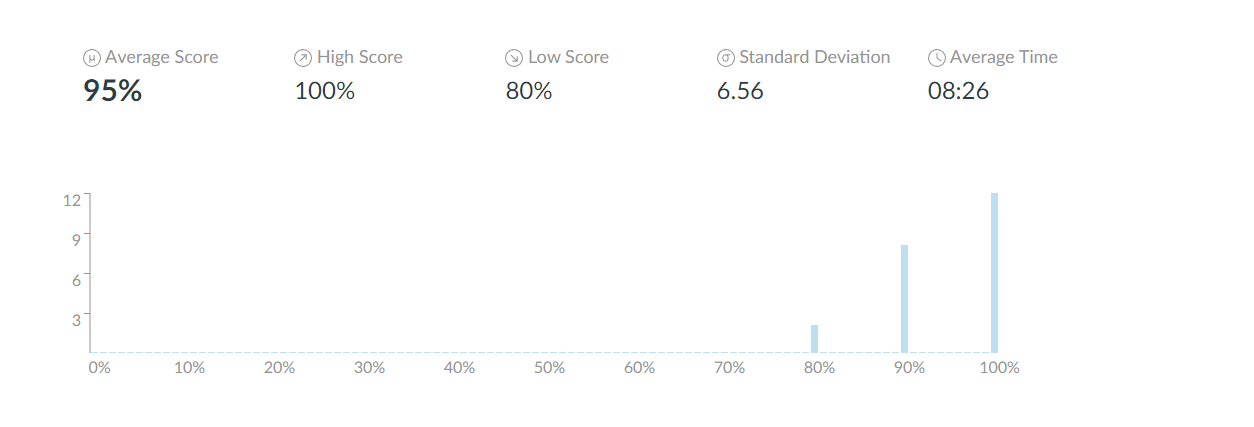 Average Score High Score Low Score Standard Deviation Average Time
95% 100% 80% 6.56 08:26
12
9
6
3
0% 10% 20% 30% 40% 50% 60% 70% 80% 90% 100%